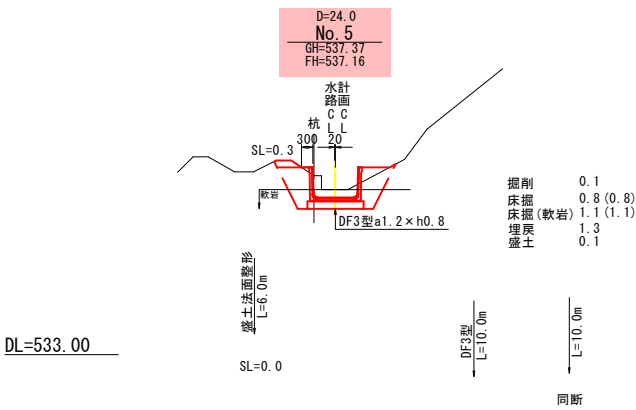 D=24.0
No.5
GH=537.37
FH=537.16
水路CL
計画CL
杭
300
20
SL=0.3
軟岩
DF3型a1.2×h0.8
掘削 0.1
床掘 0.8(0.8)
床掘(軟岩) 1.1(1.1)
埋戻 1.3
盛土 0.1
盛土法面整形
L=6.0m
DF3型
L=10.0m
L=10.0m
DL=533.00
SL=0.0
同断